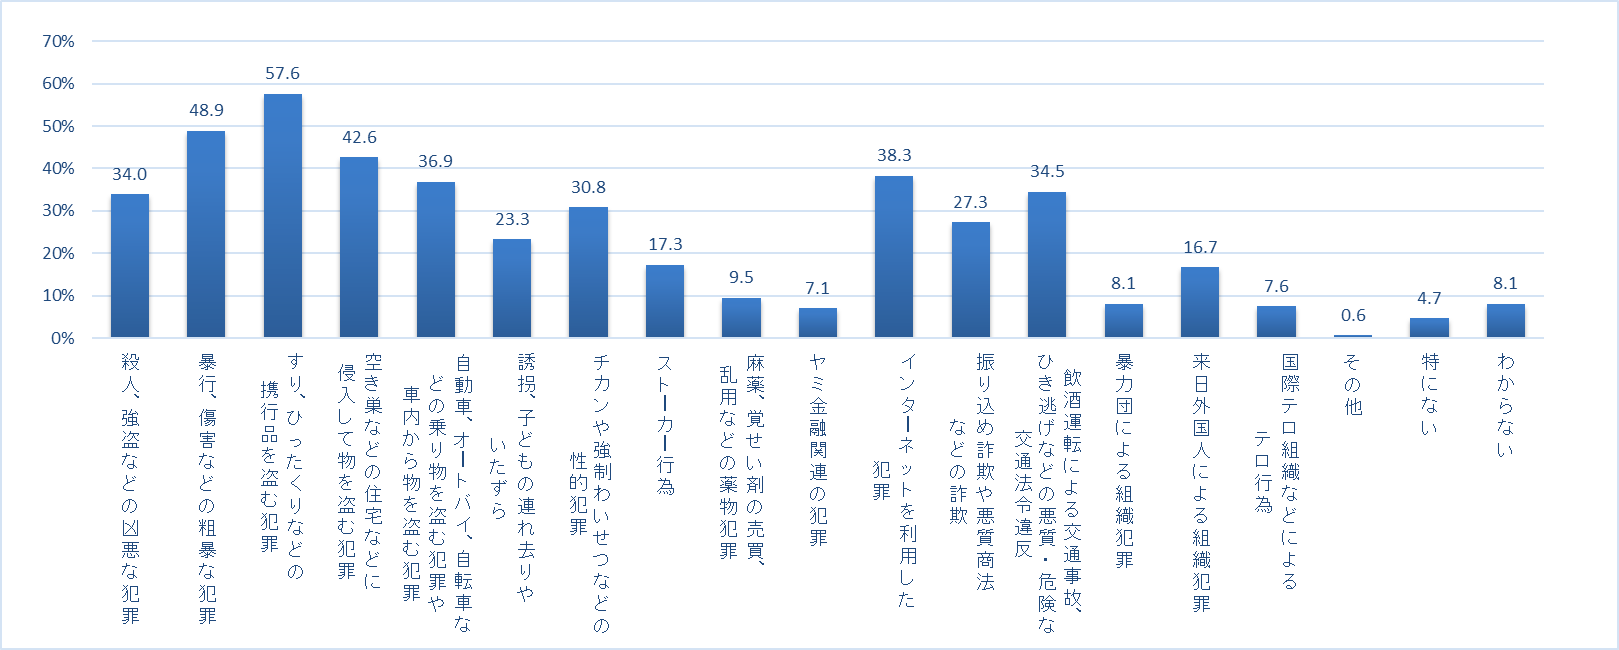 70%
60%
50%
40%
30%
20%
10%
0%
34.0
48.9
57.6
42.6
36.9
23.3
30.8
17.3
9.5
7.1
38.3
27.3
34.5
8.1
16.7
7.6
0.6
4.7
8.1
殺人、強盗などの凶悪な犯罪
暴行、傷害などの粗暴な犯罪
すり、ひったくりなどの
携行品を盗む犯罪
空き巣などの住宅などに
侵入して物を盗む犯罪
自動車、オートバイ、自転車な
どの乗り物を盗む犯罪や
車内から物を盗む犯罪
誘拐、子どもの連れ去りや
いたずら
チカンや強制わいせつなどの
性的犯罪
ストーカー行為
麻薬、覚せい剤の売買、
乱用などの薬物犯罪
ヤミ金融関連の犯罪
インターネットを利用した
犯罪
振り込め詐欺や悪質商法
などの詐欺
飲酒運転による交通事故、
ひき逃げなどの悪質・危険な
交通法令違反
暴力団による組織犯罪
来日外国人による組織犯罪
国際テロ組織などによる
テロ行為
その他
特にない
わからない